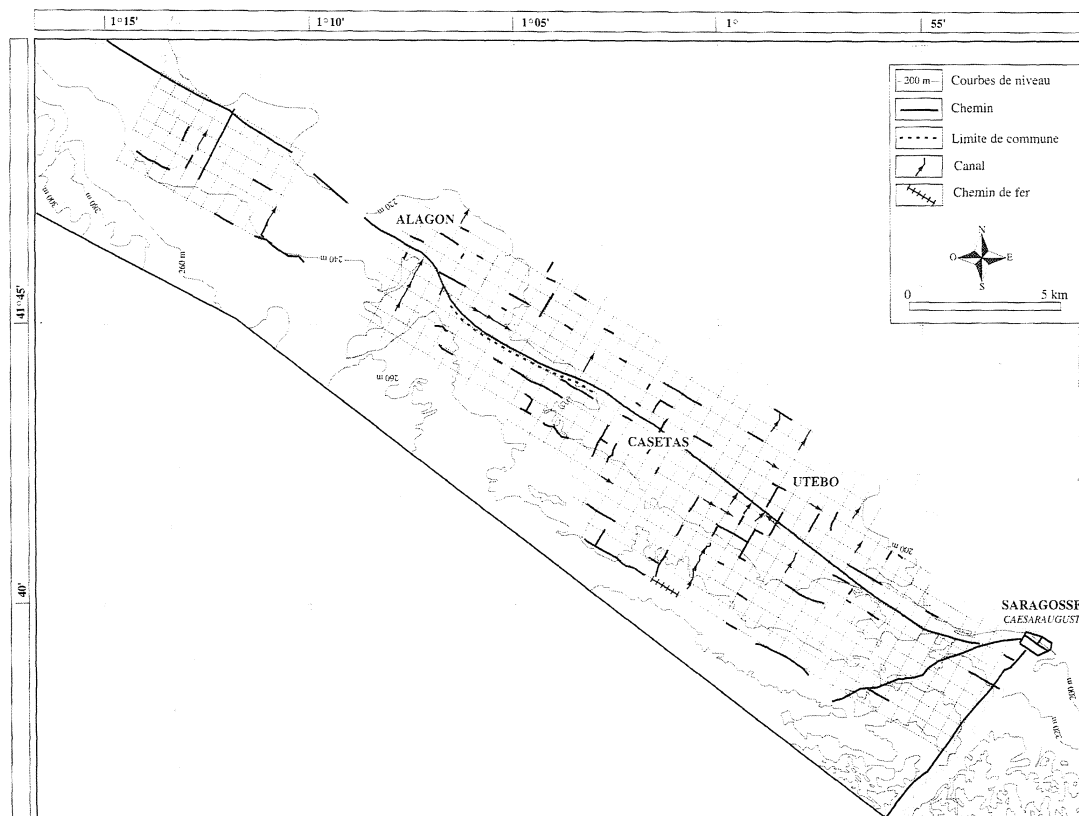 1°15'
1°10'
1°05'
1°
55'
200 m
Courbes de niveau
Chemin
Limite de commune
Canal
Chemin de fer
N
O
E
S
0
5 km
220 m
ALAGON
300 m
260 m
260 m
240 m
41°45'
260 m
CASETAS
UTEBO
200 m
40'
SARAGOSSE
CAESARAUGUST
200 m
220 m